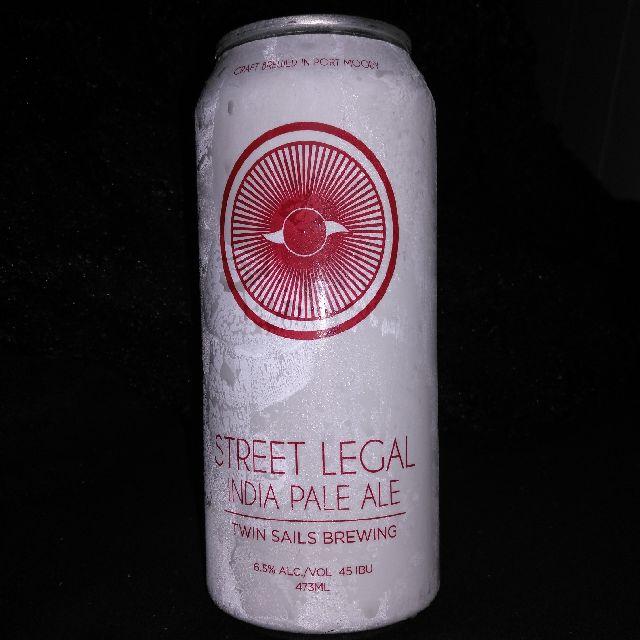 CRAFT BREWED IN PORT MOODY
STREET LEGAL
INDIA PALE ALE
TWIN SAILS BREWING
6.5% ALC./VOL 45 IBU
473ML